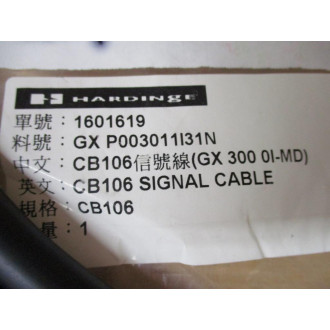 HARDINGE
單號：1601619
料號：GX P003011I31N
中文：CB106信號線(GX 300 0I-MD)
英文：CB106 SIGNAL CABLE
規格：CB106
量：1